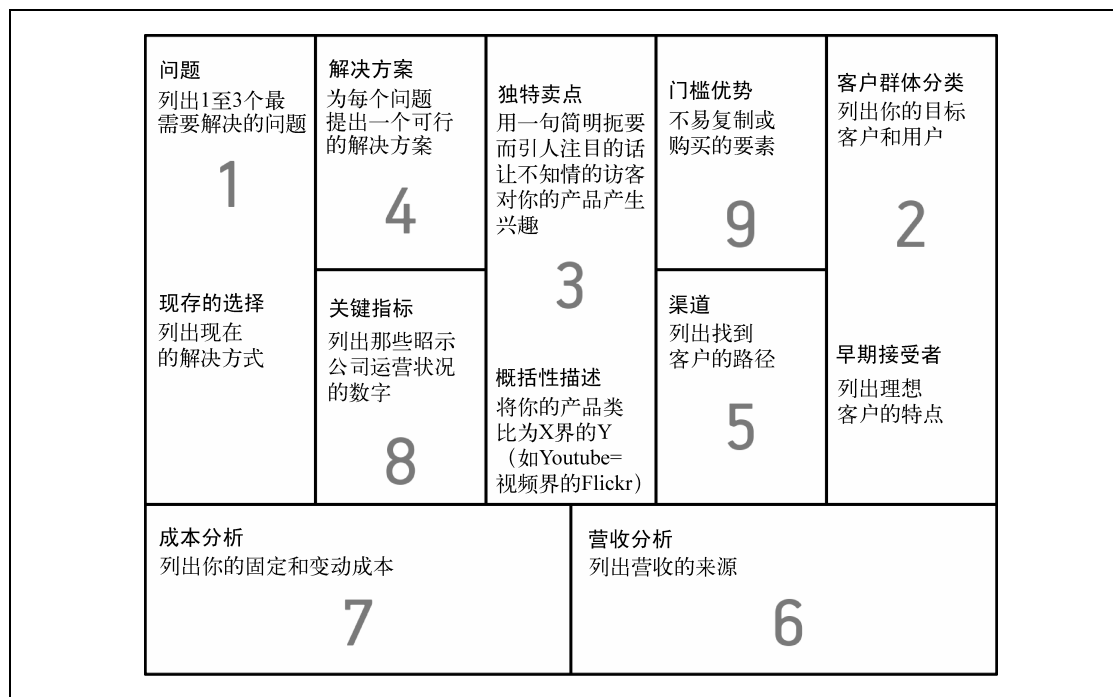 问题
列出1至3个最
需要解决的问题
1
现存的选择
列出现在
的解决方式
解决方案
为每个问题
提出一个可行
的解决方案
4
关键指标
列出那些昭示
公司运营状况
的数字
8
独特卖点
用一句简明扼要
而引人注目的话
让不知情的访客
对你的产品产生
兴趣
3
概括性描述
将你的产品类
比为X界的Y
（如Youtube=
视频界的Flickr）
门槛优势
不易复制或
购买的要素
9
渠道
列出找到
客户的路径
5
客户群体分类
列出你的目标
客户和用户
2
早期接受者
列出理想
客户的特点
成本分析
列出你的固定和变动成本
7
营收分析
列出营收的来源
6